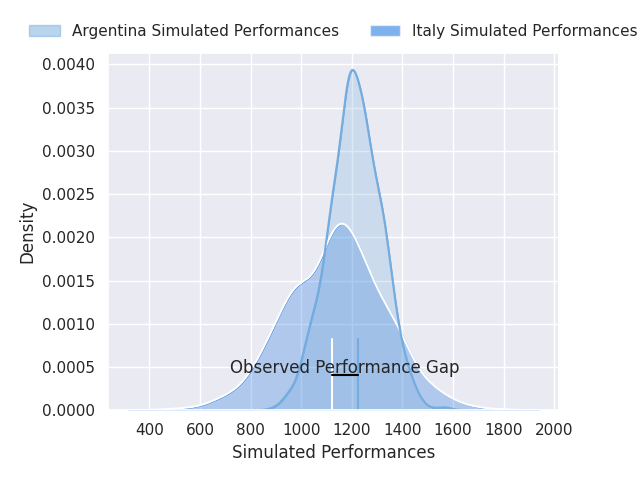 Argentina Simulated Performances
Italy Simulated Performances
0.0040
0.0035
0.0030
0.0025
0.0020
0.0015
0.0010
0.0005
0.0000
Density
Observed Performance Gap
400 600 800 1000 1200 1400 1600 1800 2000
Simulated Performances